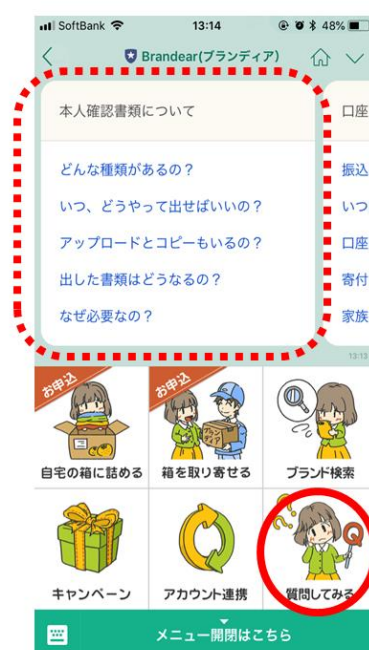 SoftBank 13:14 48%
Brandear(ブランディア)
本人確認書類について
どんな種類があるの？
いつ、どうやって出せばいいの？
アップロードとコピーもいるの？
出した書類はどうなるの？
なぜ必要なの？
口座
振込
いつ
口座
寄付
家族
13:13
お申込
お申込
ブランディア
自宅の箱に詰める
箱を取り寄せる
ブランド検索
Q
キャンペーン
アカウント連携
質問してみる
メニュー開閉はこちら